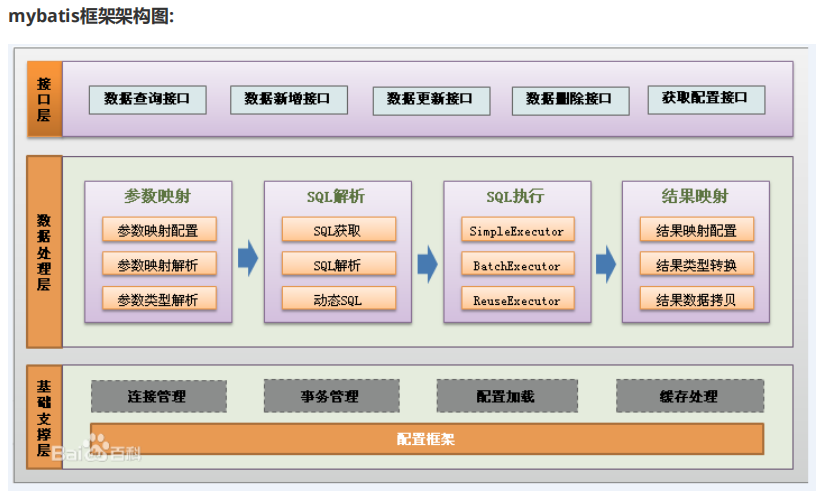 mybatis框架架构图:
接口层
数据查询接口 数据新增接口 数据更新接口 数据删除接口 获取配置接口
数据处理层
参数映射 SQL解析 SQL执行 结果映射
参数映射配置 SQL获取 SimpleExecutor 结果映射配置
参数映射解析 SQL解析 BatchExecutor 结果类型转换
参数类型解析 动态SQL ReuseExecutor 结果数据拷贝
基础支撑层
连接管理 事务管理 配置加载 缓存处理
配置框架
Baidu百科